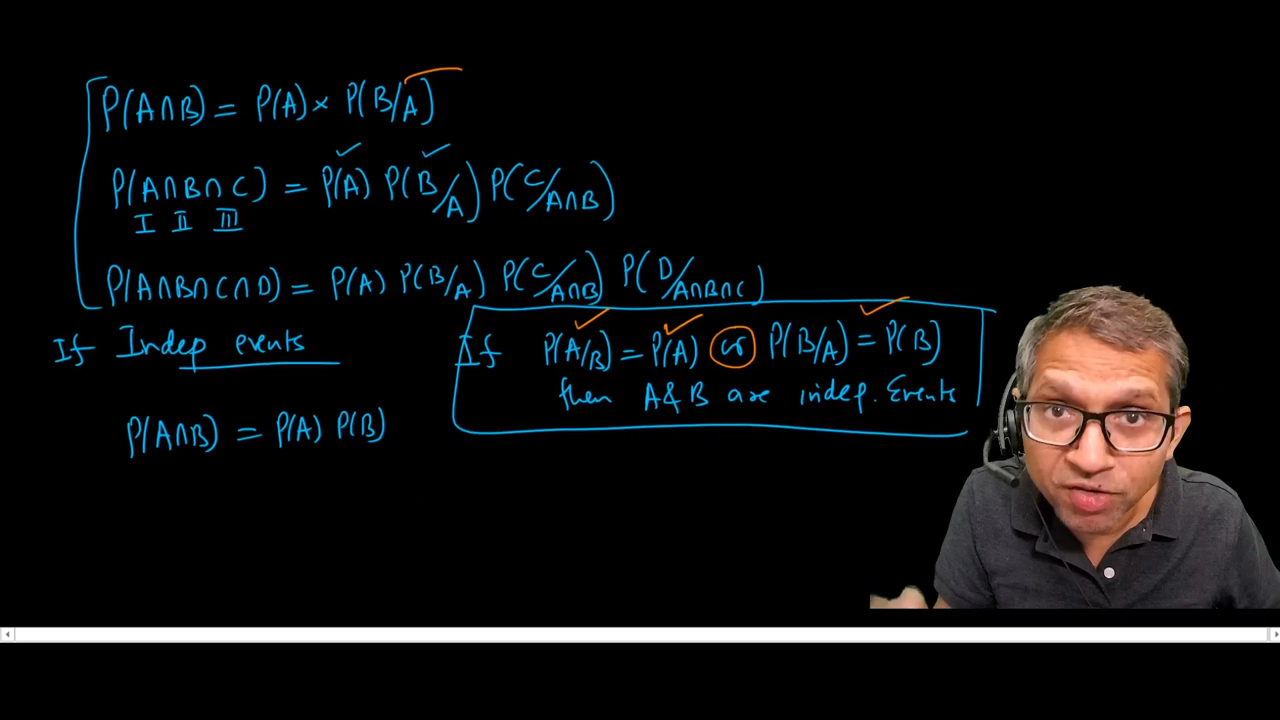 P(A∩B) = P(A) × P(B/A)
P(A∩B∩C) = P(A) P(B/A) P(C/A∩B)
I II III
P(A∩B∩C∩D) = P(A) P(B/A) P(C/A∩B) P(D/A∩B∩C)
If Indep events
P(A∩B) = P(A) P(B)
If P(A/B) = P(A) or P(B/A) = P(B)
then A & B are indep. Events